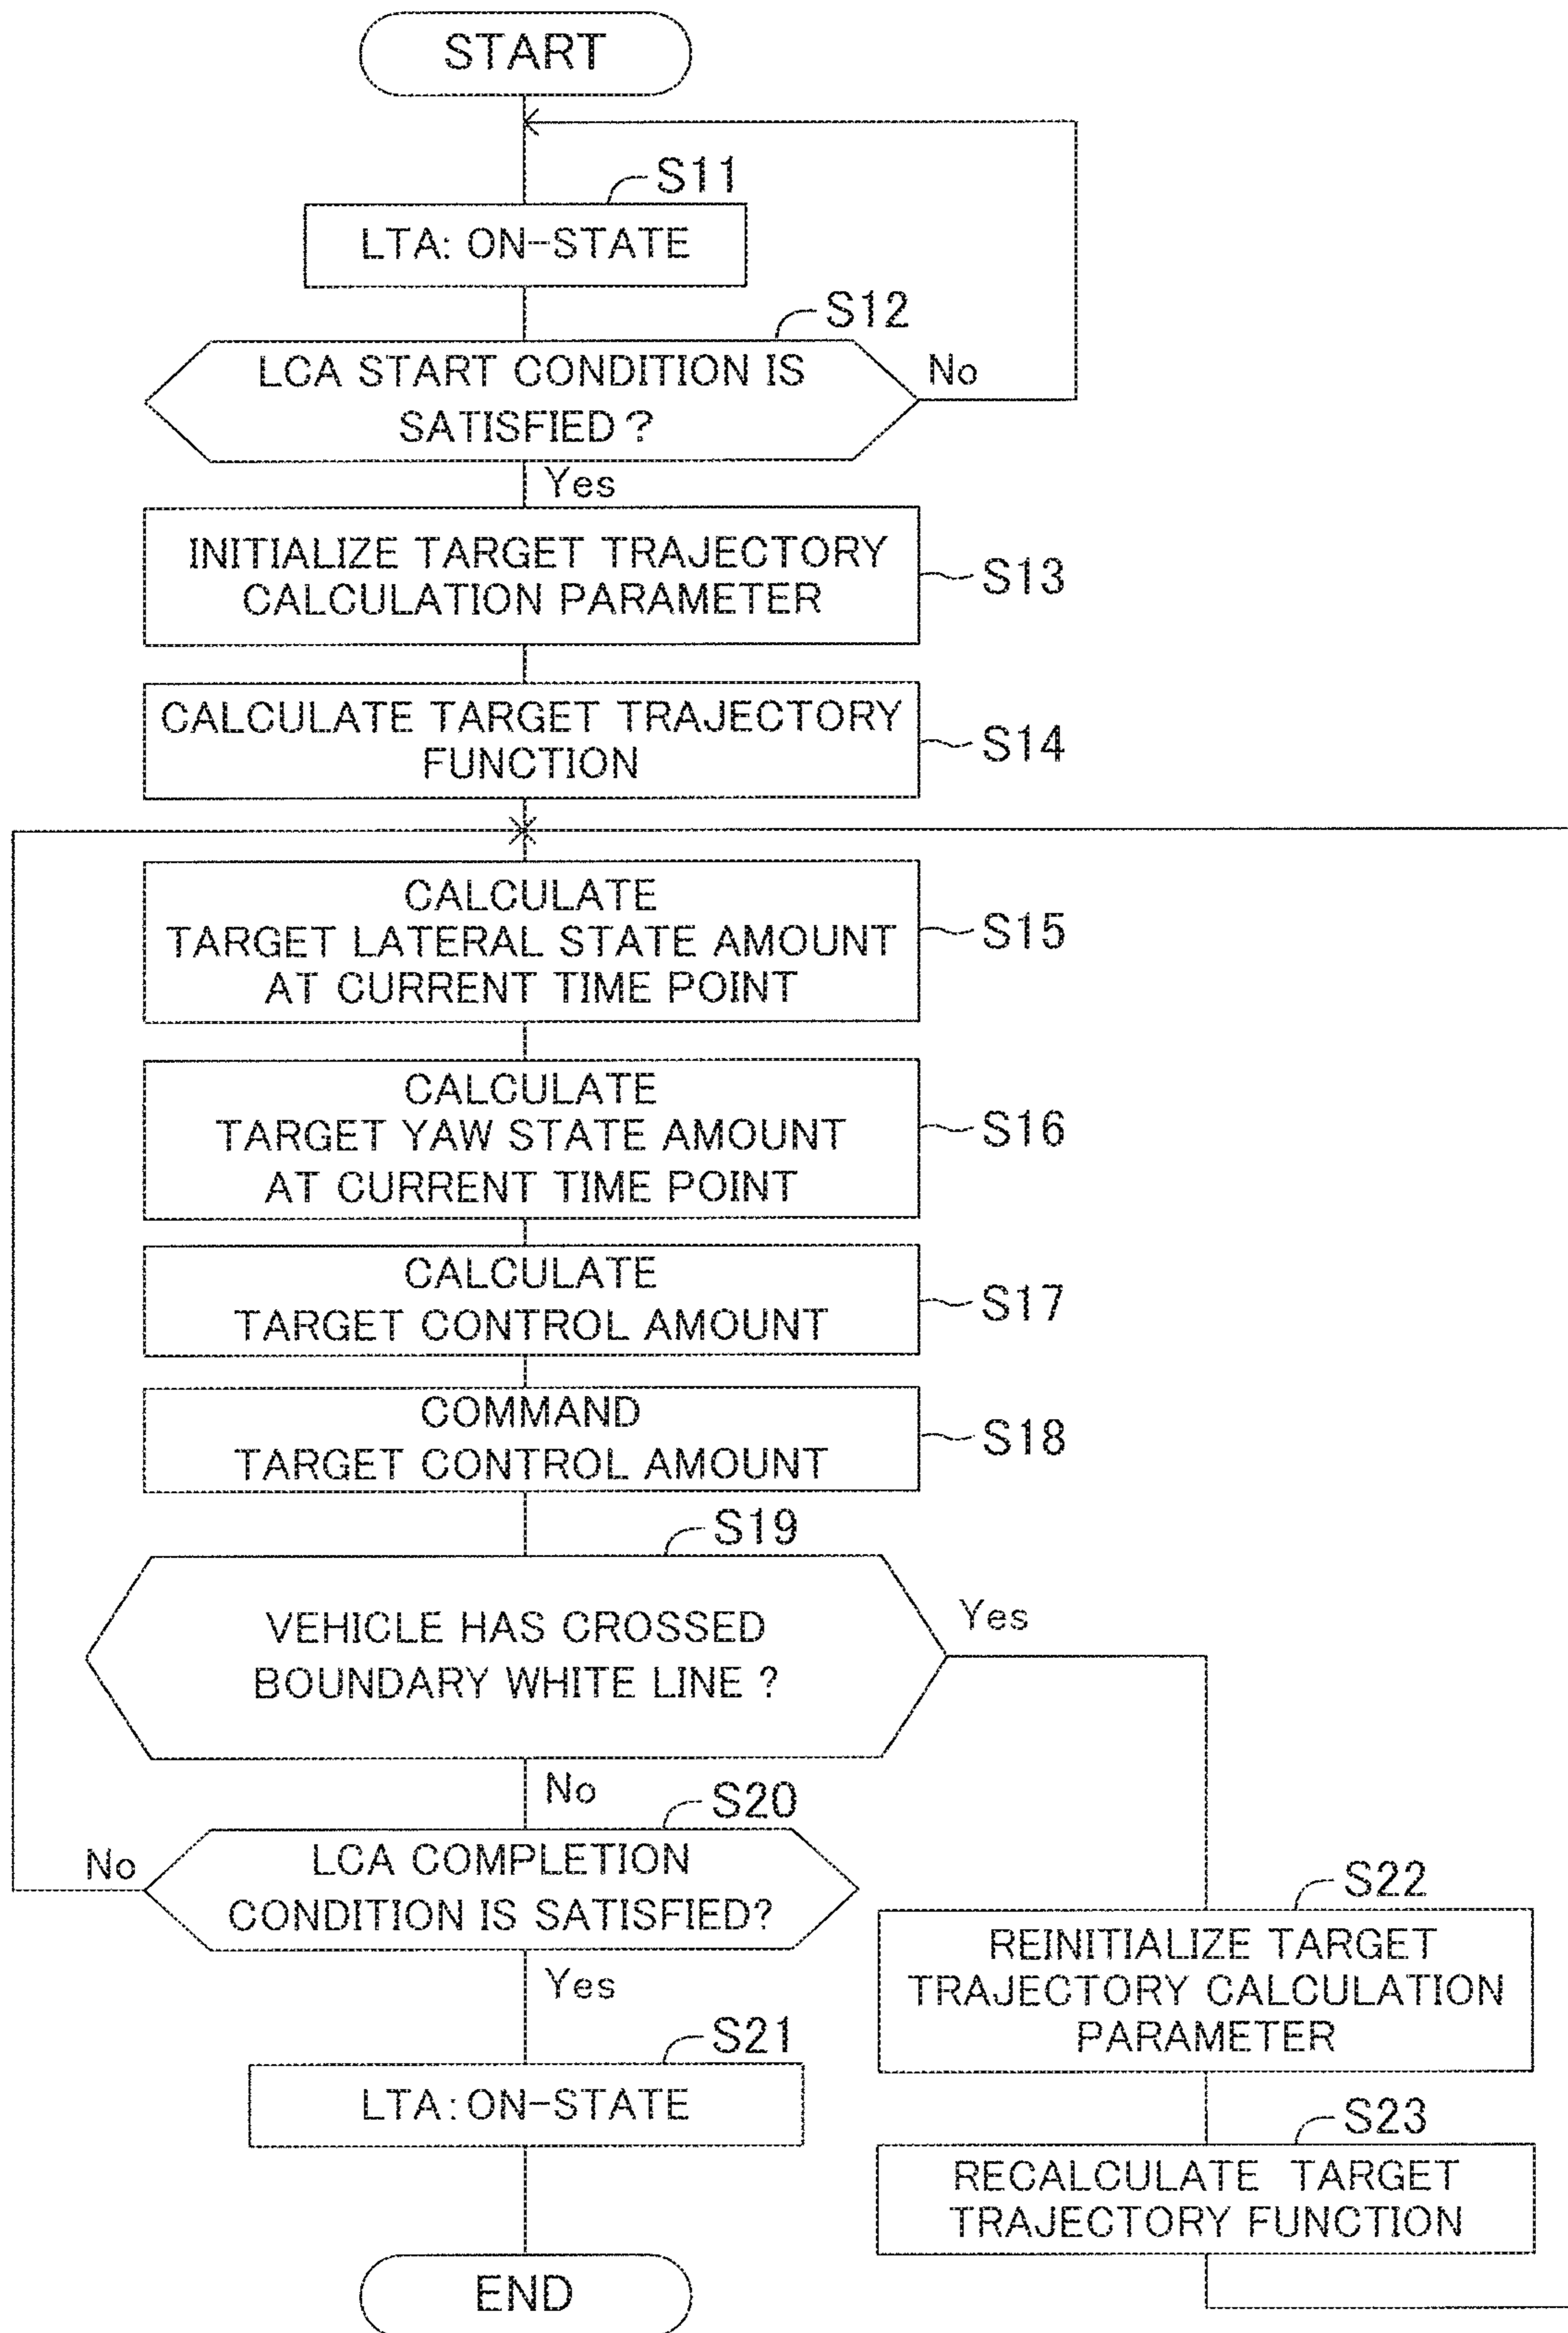 START
S11
LTA: ON-STATE
S12
LCA START CONDITION IS
SATISFIED?
No
Yes
INITIALIZE TARGET TRAJECTORY
CALCULATION PARAMETER
S13
CALCULATE TARGET TRAJECTORY
FUNCTION
S14
CALCULATE
TARGET LATERAL STATE AMOUNT
AT CURRENT TIME POINT
S15
CALCULATE
TARGET YAW STATE AMOUNT
AT CURRENT TIME POINT
S16
CALCULATE
TARGET CONTROL AMOUNT
S17
COMMAND
TARGET CONTROL AMOUNT
S18
S19
VEHICLE HAS CROSSED
BOUNDARY WHITE LINE ?
Yes
No
S20
LCA COMPLETION
CONDITION IS SATISFIED?
No
Yes
S21
LTA: ON-STATE
S22
REINITIALIZE TARGET
TRAJECTORY CALCULATION
PARAMETER
S23
RECALCULATE TARGET
TRAJECTORY FUNCTION
END